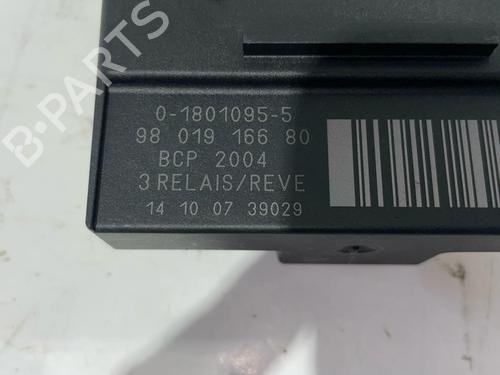 0-1801095-5
98 019 166 80
BCP 2004
3 RELAIS/REVE
14 10 07 39029
B-PARTS